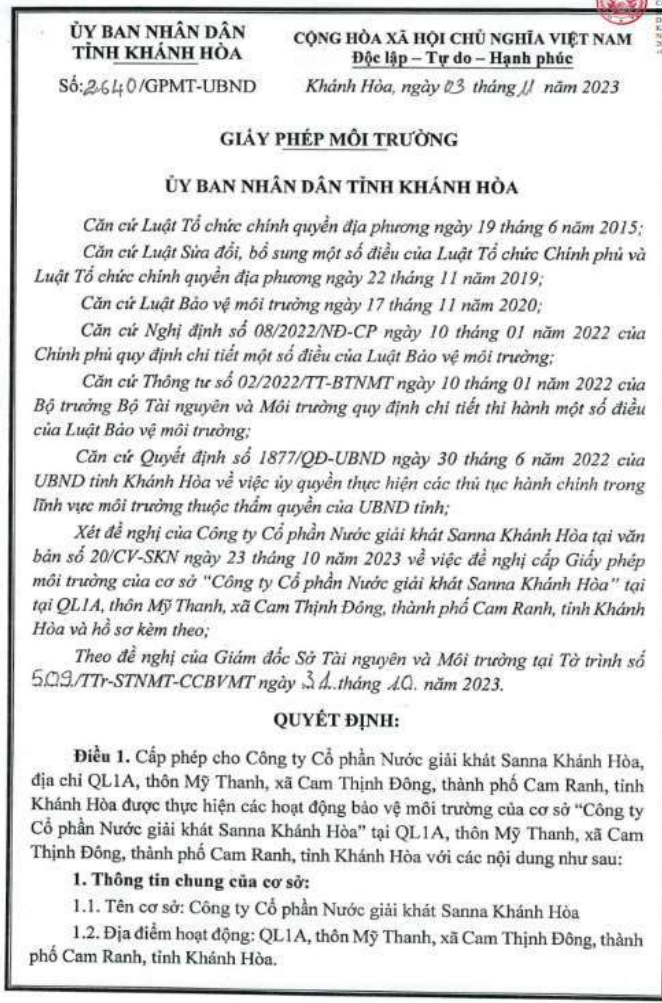 ỦY BAN NHÂN DÂN
TỈNH KHÁNH HÒA
Số:2640/GPMT-UBND
CỘNG HÒA XÃ HỘI CHỦ NGHĨA VIỆT NAM
Độc lập – Tự do – Hạnh phúc
Khánh Hòa, ngày 03 tháng 11 năm 2023
GIẤY PHÉP MÔI TRƯỜNG
ỦY BAN NHÂN DÂN TỈNH KHÁNH HÒA
Căn cứ Luật Tổ chức chính quyền địa phương ngày 19 tháng 6 năm 2015;
Căn cứ Luật Sửa đổi, bổ sung một số điều của Luật Tổ chức Chính phủ và
Luật Tổ chức chính quyền địa phương ngày 22 tháng 11 năm 2019;
Căn cứ Luật Bảo vệ môi trường ngày 17 tháng 11 năm 2020;
Căn cứ Nghị định số 08/2022/NĐ-CP ngày 10 tháng 01 năm 2022 của
Chính phủ quy định chi tiết một số điều của Luật Bảo vệ môi trường;
Căn cứ Thông tư số 02/2022/TT-BTNMT ngày 10 tháng 01 năm 2022 của
Bộ trưởng Bộ Tài nguyên và Môi trường quy định chi tiết thi hành một số điều
của Luật Bảo vệ môi trường;
Căn cứ Quyết định số 1877/QĐ-UBND ngày 30 tháng 6 năm 2022 của
UBND tỉnh Khánh Hòa về việc ủy quyền thực hiện các thủ tục hành chính trong
lĩnh vực môi trường thuộc thẩm quyền của UBND tỉnh;
Xét đề nghị của Công ty Cổ phần Nước giải khát Sanna Khánh Hòa tại văn
bản số 20/CV-SKN ngày 23 tháng 10 năm 2023 về việc đề nghị cấp Giấy phép
môi trường của cơ sở “Công ty Cổ phần Nước giải khát Sanna Khánh Hòa” tại
tại QL1A, thôn Mỹ Thanh, xã Cam Thịnh Đông, thành phố Cam Ranh, tỉnh Khánh
Hòa và hồ sơ kèm theo;
Theo đề nghị của Giám đốc Sở Tài nguyên và Môi trường tại Tờ trình số
509./TTr-STNMT-CCBVMT ngày 31..tháng .10. năm 2023.
QUYẾT ĐỊNH:
Điều 1. Cấp phép cho Công ty Cổ phần Nước giải khát Sanna Khánh Hòa,
địa chỉ QL1A, thôn Mỹ Thanh, xã Cam Thịnh Đông, thành phố Cam Ranh, tỉnh
Khánh Hòa được thực hiện các hoạt động bảo vệ môi trường của cơ sở “Công ty
Cổ phần Nước giải khát Sanna Khánh Hòa” tại QL1A, thôn Mỹ Thanh, xã Cam
Thịnh Đông, thành phố Cam Ranh, tỉnh Khánh Hòa với các nội dung như sau:
1. Thông tin chung của cơ sở:
1.1. Tên cơ sở: Công ty Cổ phần Nước giải khát Sanna Khánh Hòa
1.2. Địa điểm hoạt động: QL1A, thôn Mỹ Thanh, xã Cam Thịnh Đông, thành
phố Cam Ranh, tỉnh Khánh Hòa.